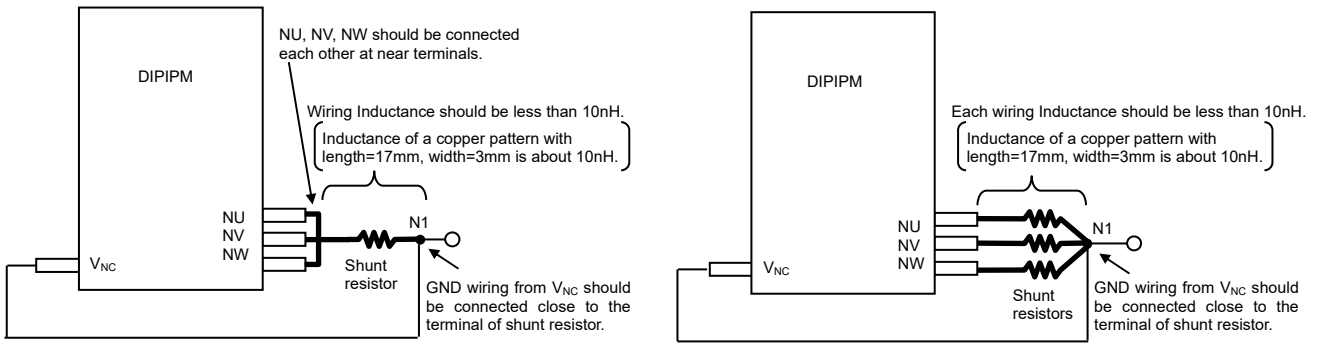 NU, NV, NW should be connected
each other at near terminals.
DIPIPM
Wiring Inductance should be less than 10nH.
Inductance of a copper pattern with
length=17mm, width=3mm is about 10nH.
NU
NV
NW
N1
VNC
Shunt
resistor
GND wiring from VNC should
be connected close to the
terminal of shunt resistor.
DIPIPM
Each wiring Inductance should be less than 10nH.
Inductance of a copper pattern with
length=17mm, width=3mm is about 10nH.
NU
NV
NW
N1
VNC
Shunt
resistors
GND wiring from VNC should
be connected close to the
terminal of shunt resistor.